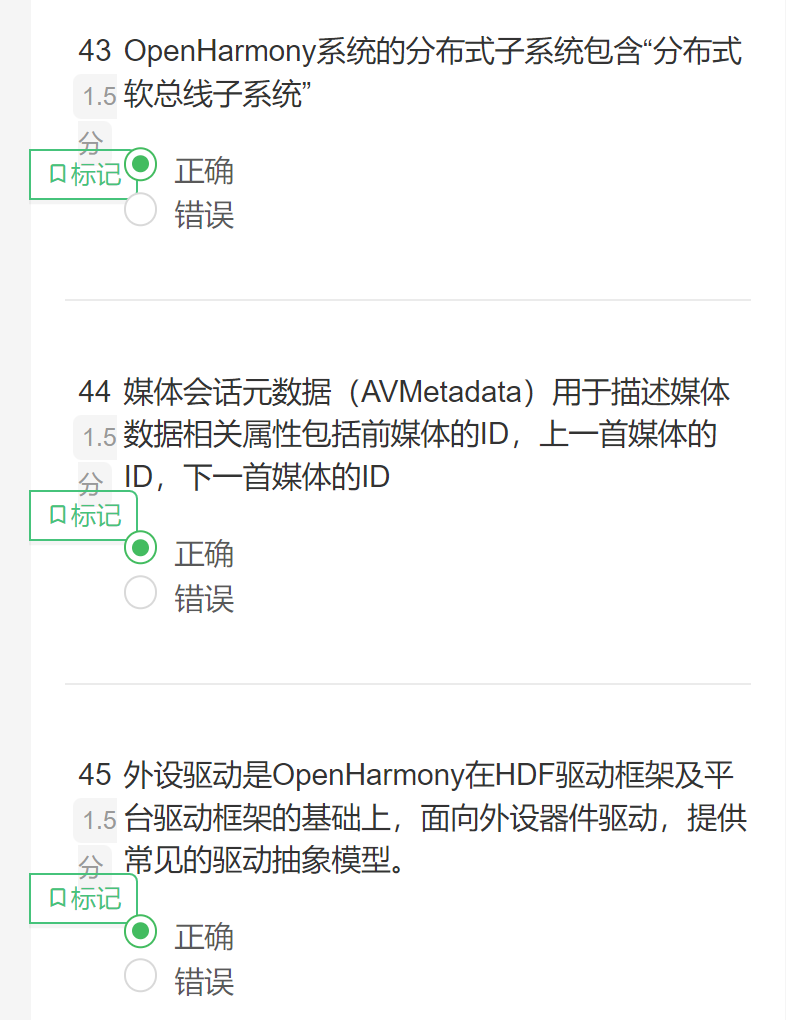 43 OpenHarmony系统的分布式子系统包含“分布式
1.5 软总线子系统”
分
标记
正确
错误
44 媒体会话元数据（AVMetadata）用于描述媒体
1.5 数据相关属性包括前媒体的ID，上一首媒体的
分 ID，下一首媒体的ID
标记
正确
错误
45 外设驱动是OpenHarmony在HDF驱动框架及平
1.5 台驱动框架的基础上，面向外设器件驱动，提供
分 常见的驱动抽象模型。
标记
正确
错误